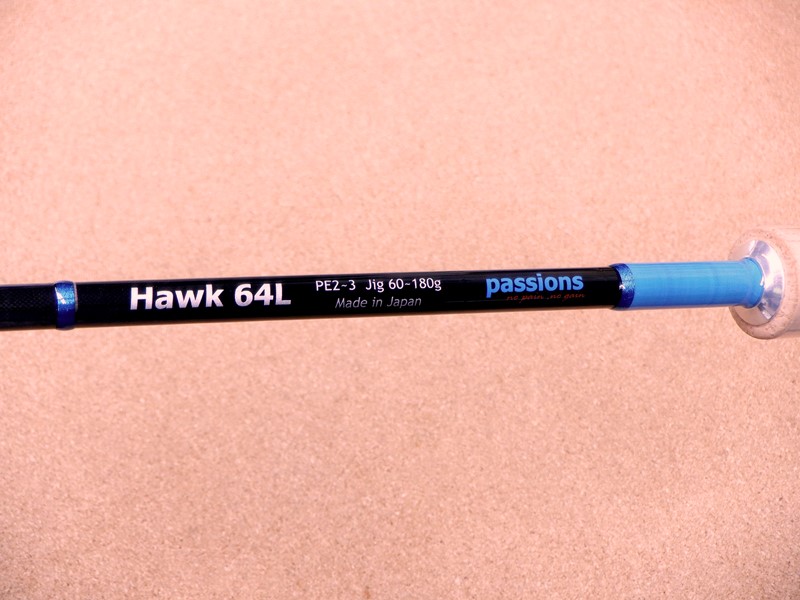 Hawk 64L
PE2~3 Jig 60~180g
Made in Japan
passions
no pain no gain